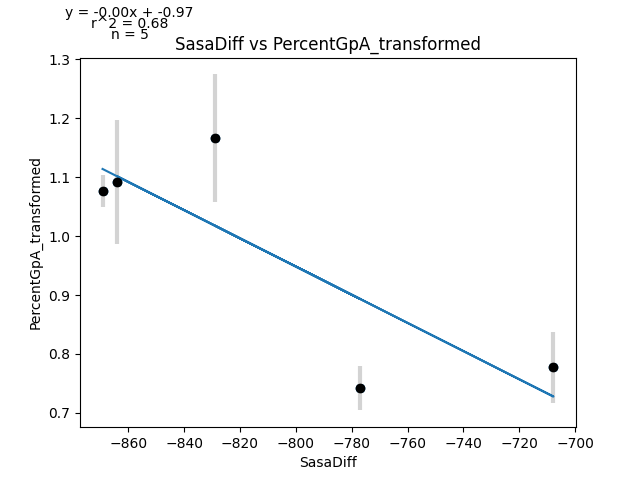 y = -0.00x + -0.97
r^2 = 0.68
n = 5
SasaDiff vs PercentGpA_transformed
1.3
1.2
1.1
1.0
0.9
0.8
0.7
PercentGpA_transformed
−860 −840 −820 −800 −780 −760 −740 −720 −700
SasaDiff